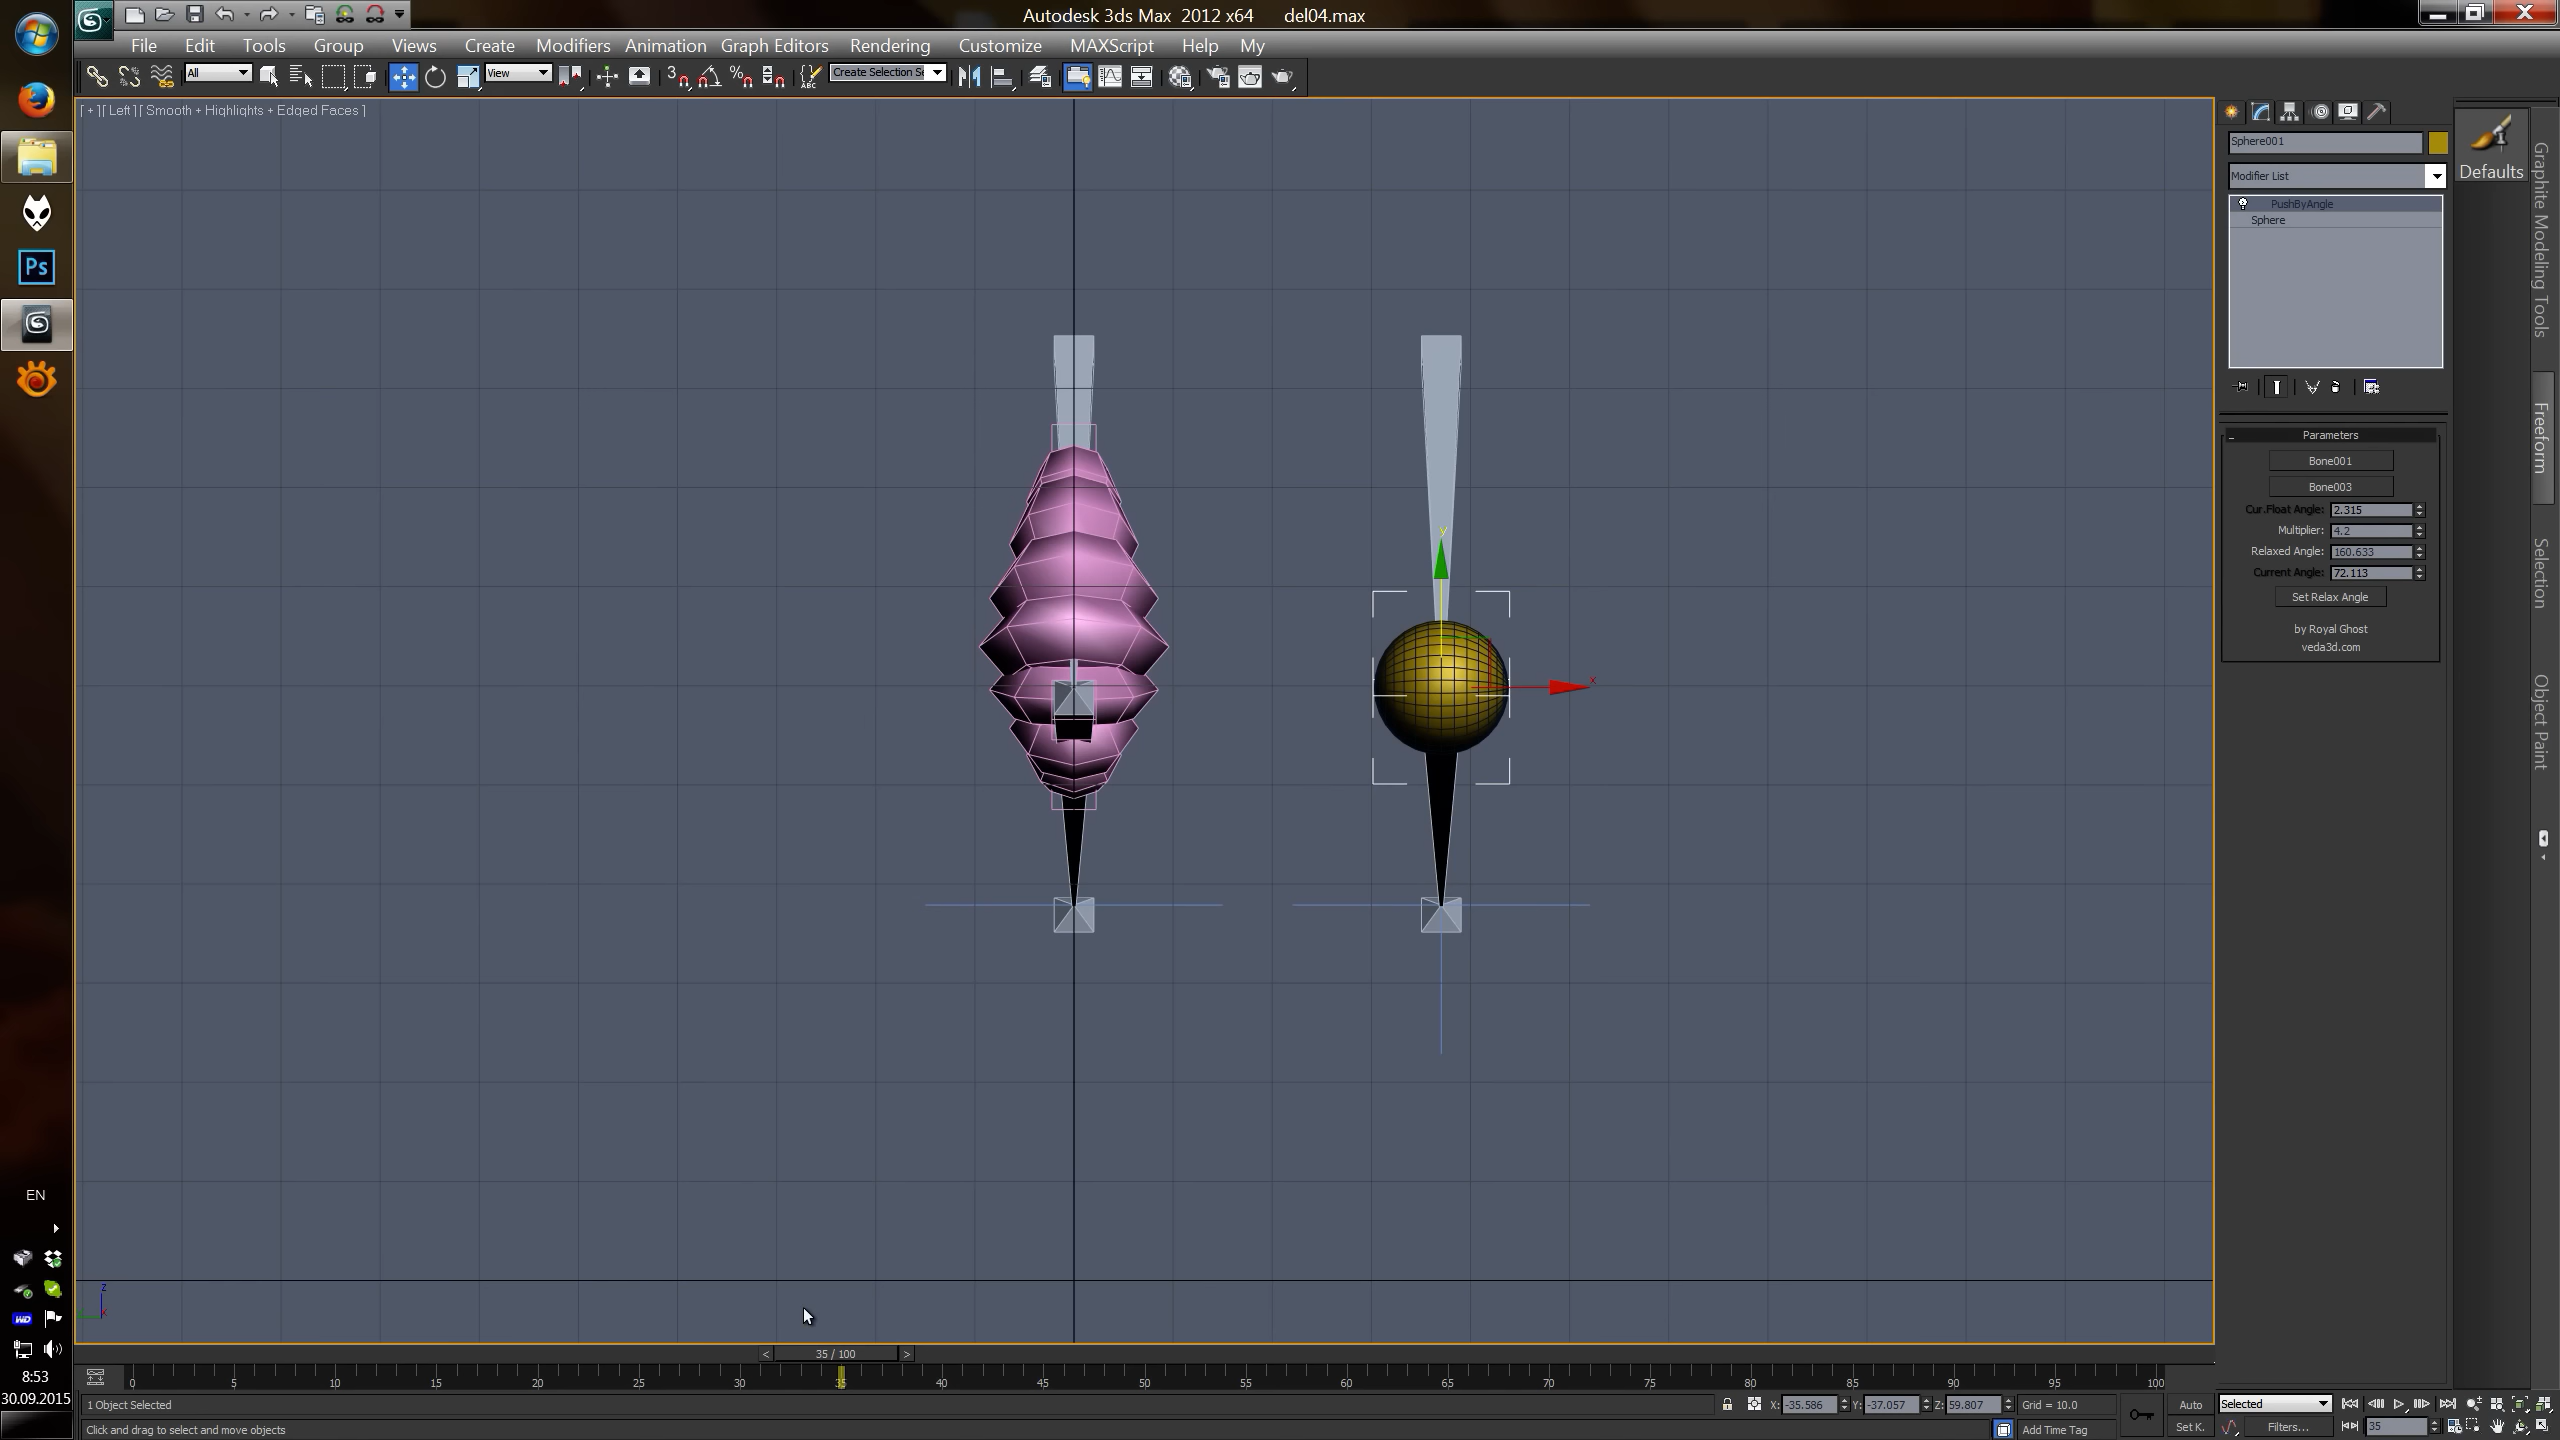 Autodesk 3ds Max 2012 x64 del04.max
File Edit Tools Group Views Create Modifiers Animation Graph Editors Rendering Customize MAXScript Help My
All
View
Create Selection Se
[ + ][ Left ][ Smooth + Highlights + Edged Faces ]
Sphere001
Modifier List
PushByAngle
Sphere
Defaults
Graphite Modeling Tools
Freeform
Selection
Object Paint
Parameters
Bone001
Bone003
Cur.Float Angle: 2.315
Multiplier: 4.2
Relaxed Angle: 160.633
Current Angle: 72.113
Set Relax Angle
by Royal Ghost
veda3d.com
Ps
y
x
z
x
EN
WD
8:53
30.09.2015
< 35 / 100 >
0 5 10 15 20 25 30 35 40 45 50 55 60 65 70 75 80 85 90 95 100
1 Object Selected
X: -35.586 Y: -37.057 Z: 59.807 Grid = 10.0
Auto
Selected
Click and drag to select and move objects
Add Time Tag
Set K.
Filters...
35